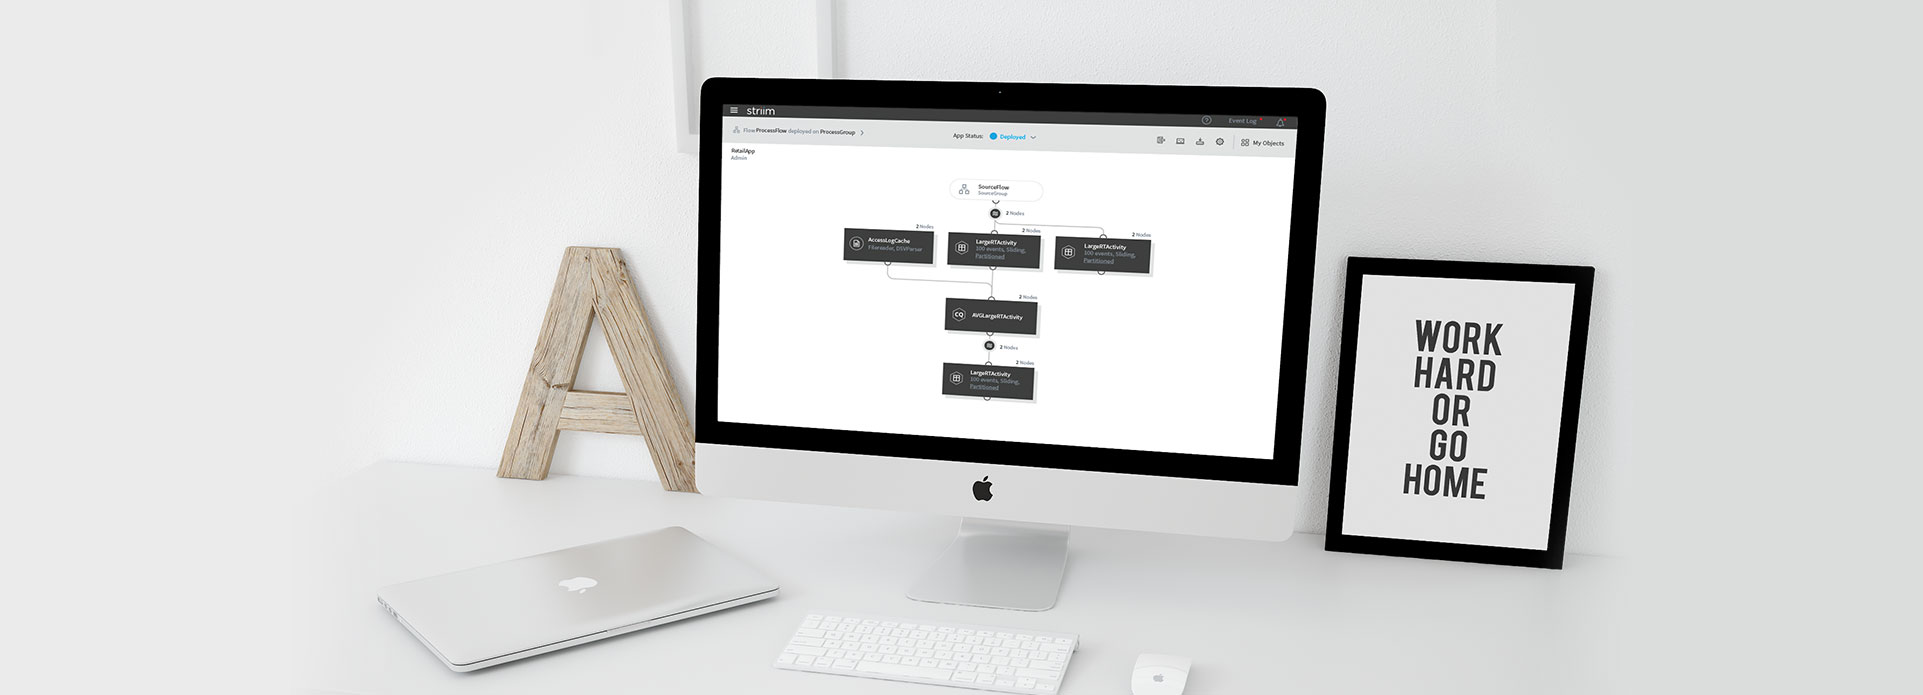 striim
Event Log
Flow ProcessFlow deployed on ProcessGroup
App Status: Deployed
My Objects
RetailApp
Admin
SourceFlow
SourceGroup
2 Nodes
2 Nodes
AccessLogCache
Filereader, DSVParser
2 Nodes
LargeRTActivity
100 events, Sliding,
Partitioned
2 Nodes
LargeRTActivity
100 events, Sliding,
Partitioned
2 Nodes
CQ AVGLargeRTActivity
2 Nodes
2 Nodes
LargeRTActivity
100 events, Sliding,
Partitioned
A
WORK
HARD
OR
GO
HOME